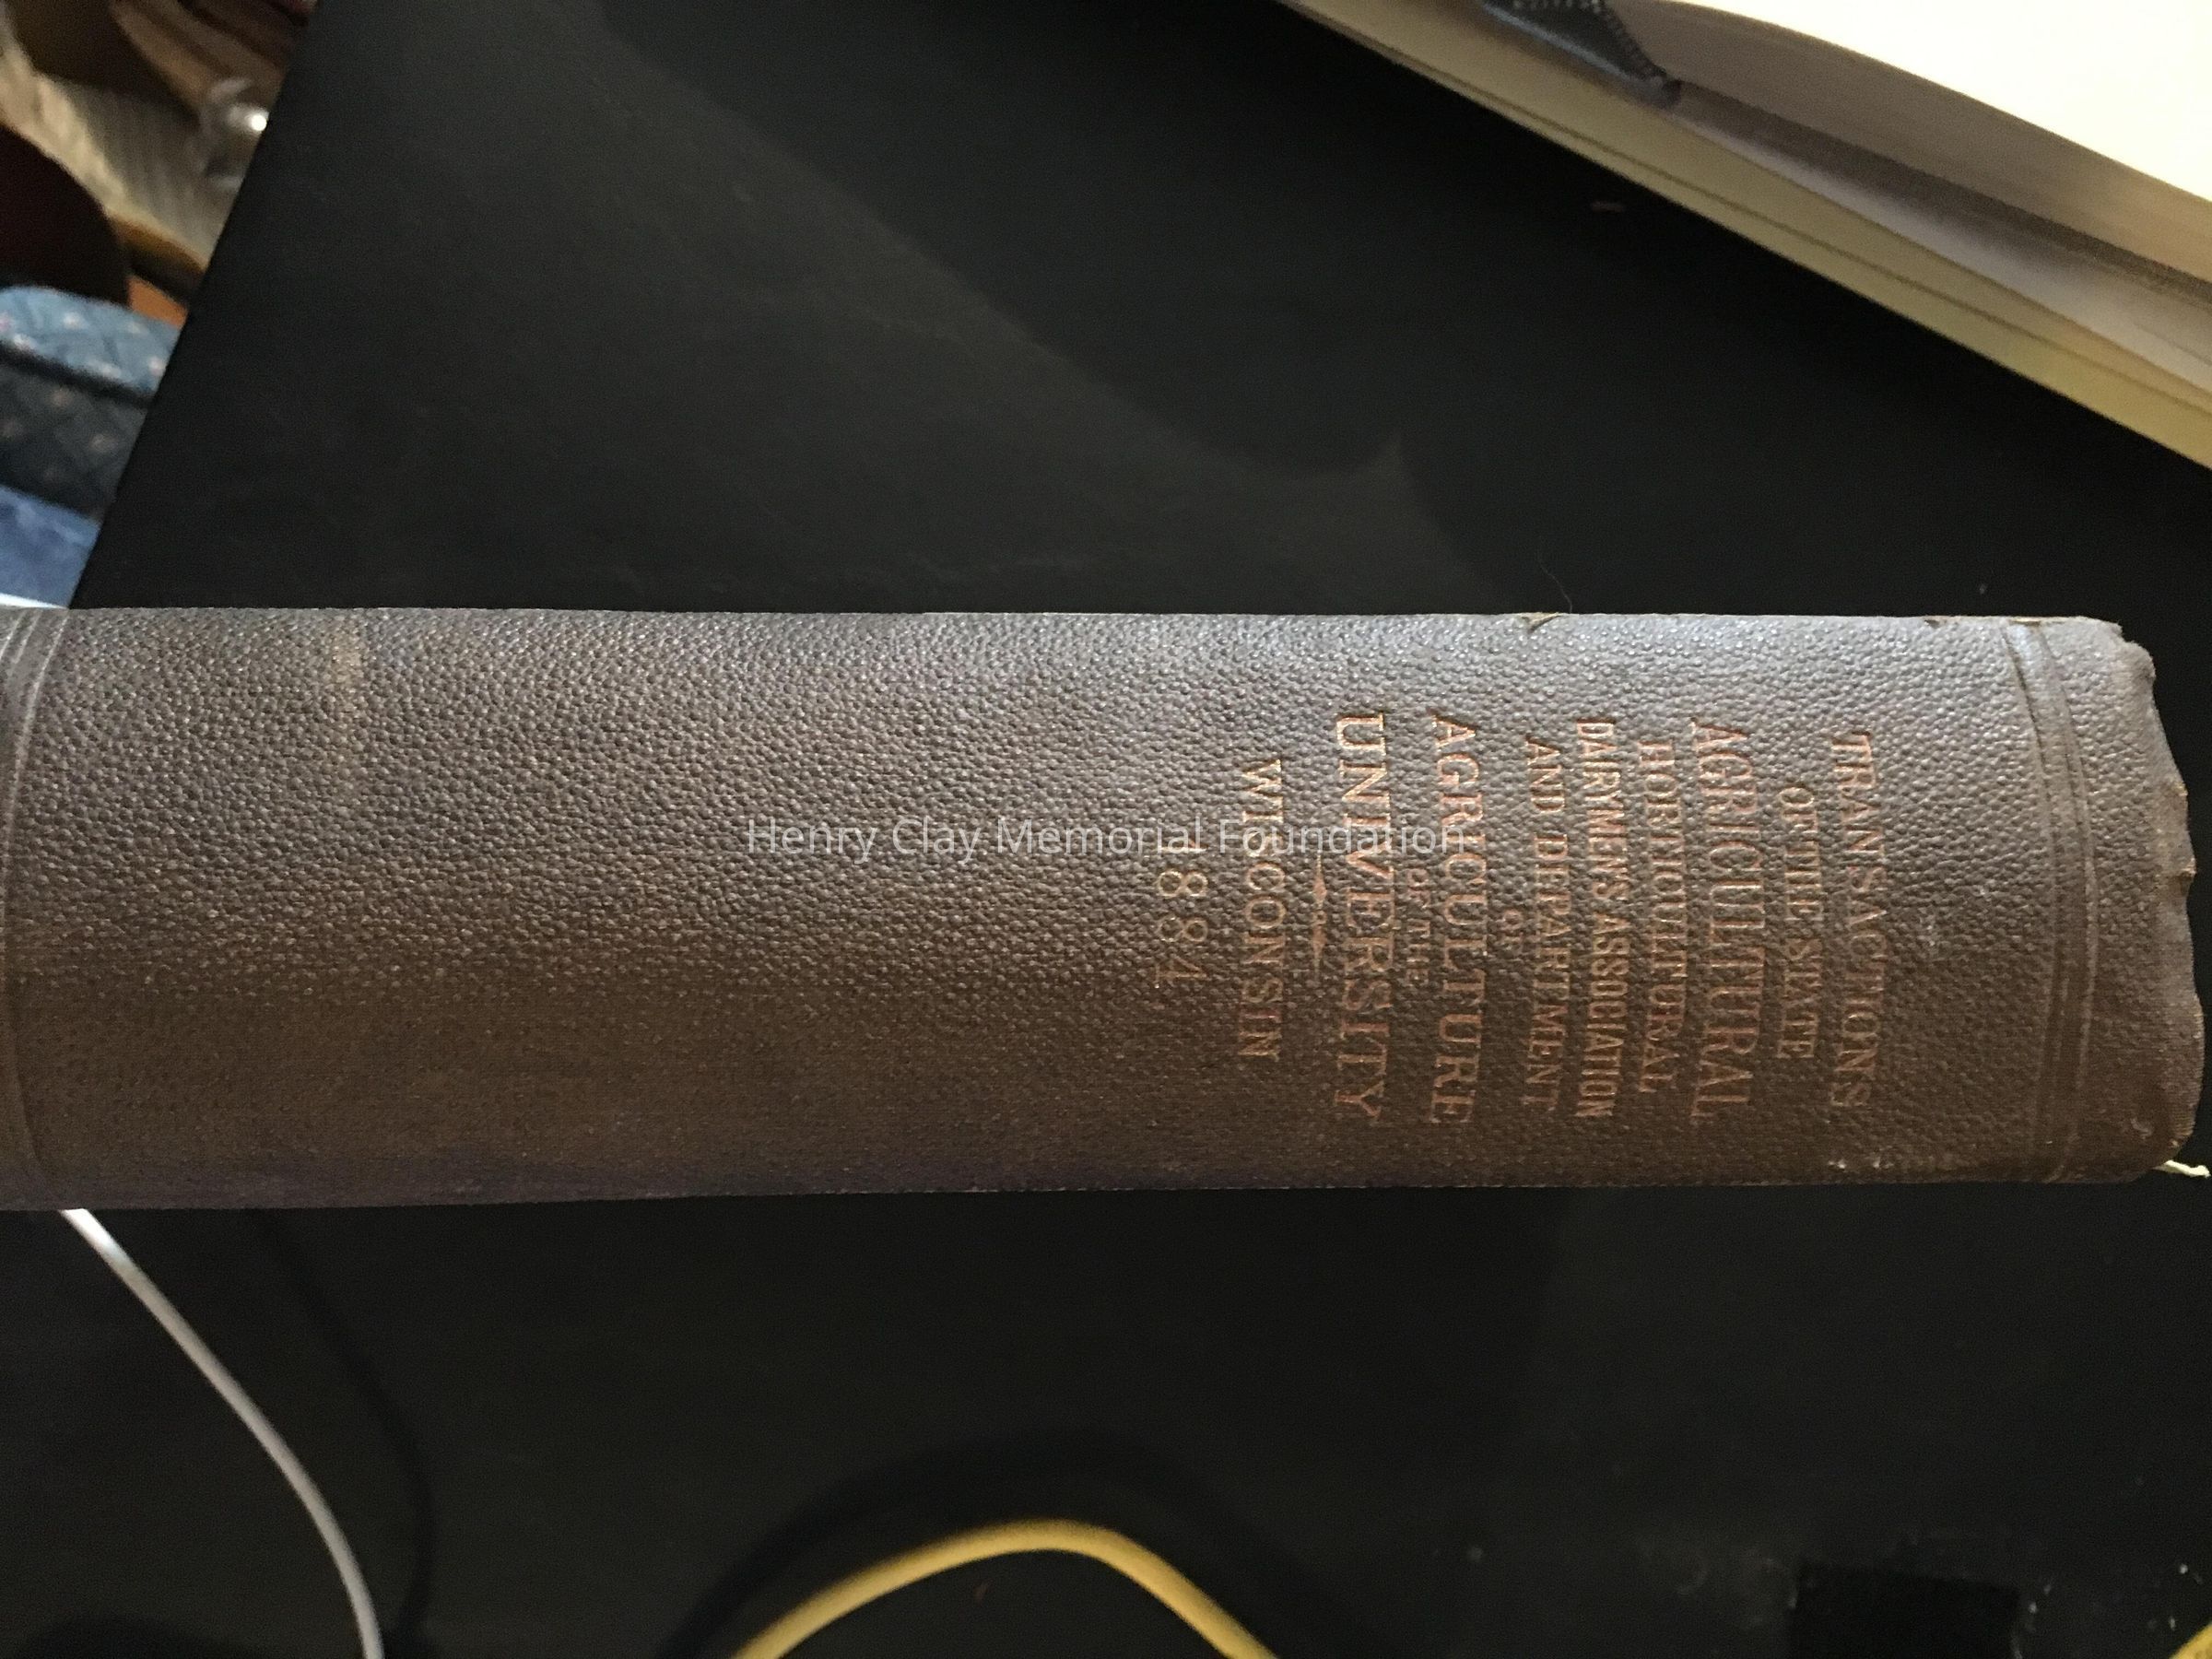 TRANSACTIONS
OF THE STATE
AGRICULTURAL
HORTICULTURAL
DAIRYMEN'S ASSOCIATION
AND DEPARTMENT
OF
AGRICULTURE
OF THE
UNIVERSITY
WISCONSIN
1884
Henry Clay Memorial Foundation